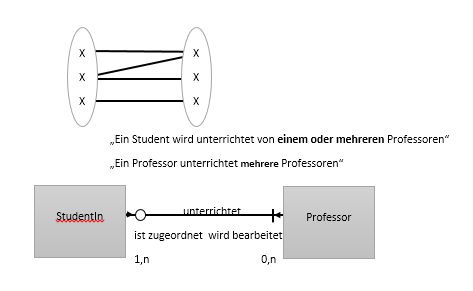 X X
X X
X X
„Ein Student wird unterrichtet von einem oder mehreren Professoren“
„Ein Professor unterrichtet mehrere Professoren“
StudentIn unterrichtet Professor
ist zugeordnet wird bearbeitet
1,n 0,n